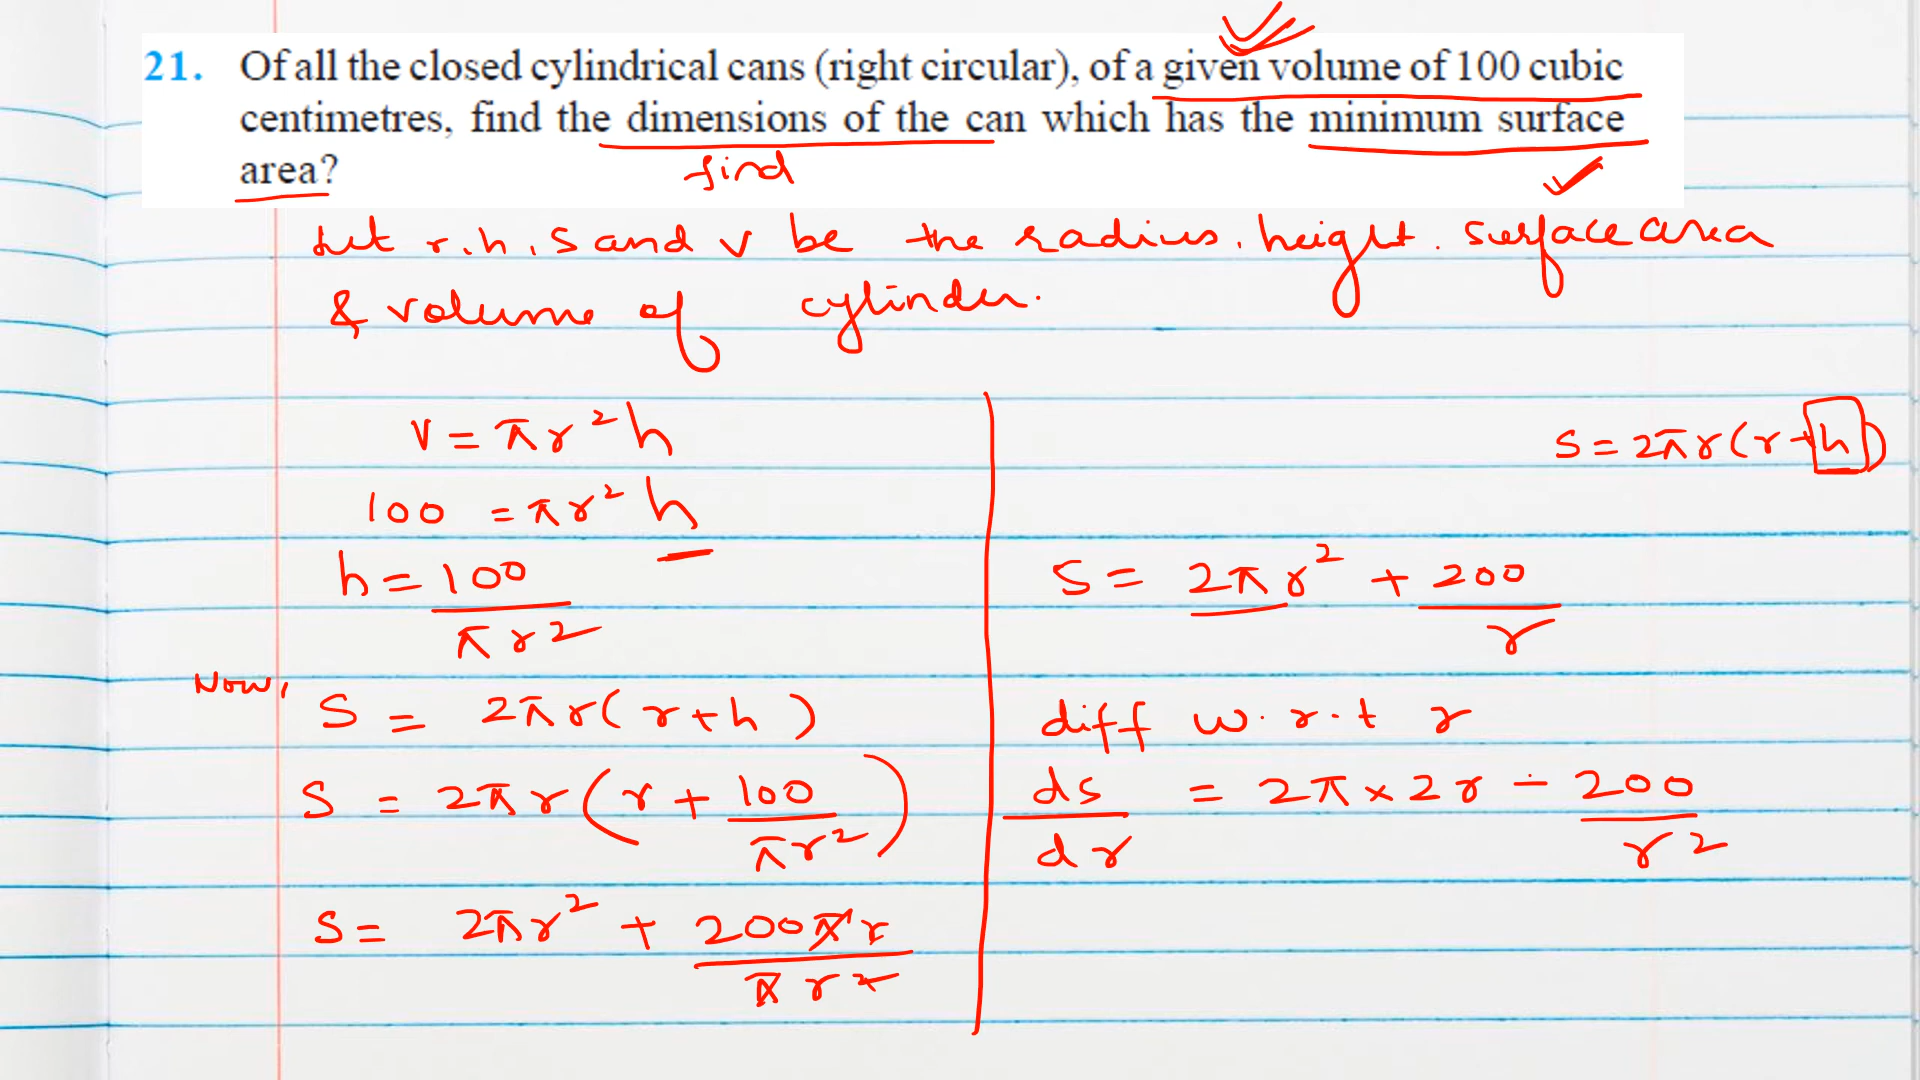 21. Of all the closed cylindrical cans (right circular), of a given volume of 100 cubic
centimetres, find the dimensions of the can which has the minimum surface
area?
find
Let r, h, S and V be the radius, height, surface area
& volume of cylinder.
V = πr²h
100 = πr²h
h = 100/πr²
Now,
S = 2πr(r+h)
S = 2πr(r + 100/πr²)
S = 2πr² + 200πr/πr²
S = 2πr(r+h)
S = 2πr² + 200/r
diff w.r.t r
ds/dr = 2π×2r - 200/r²